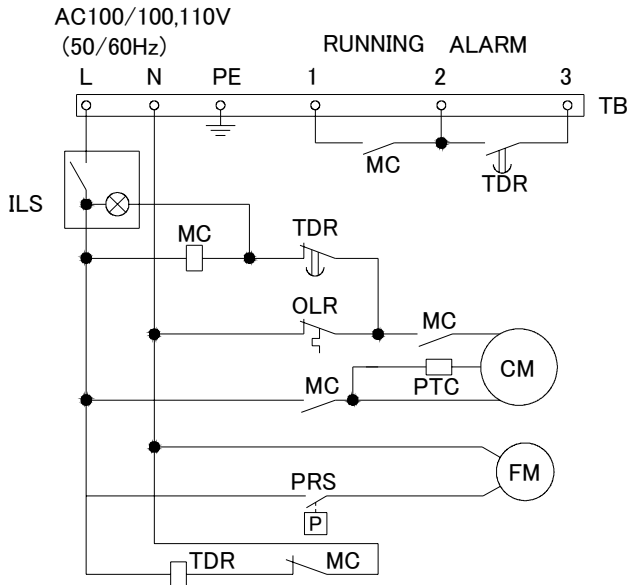 AC100/100,110V
(50/60Hz) RUNNING ALARM
L N PE 1 2 3
TB
MC
TDR
ILS
MC TDR
OLR MC
CM
MC PTC
FM
PRS
P
TDR MC